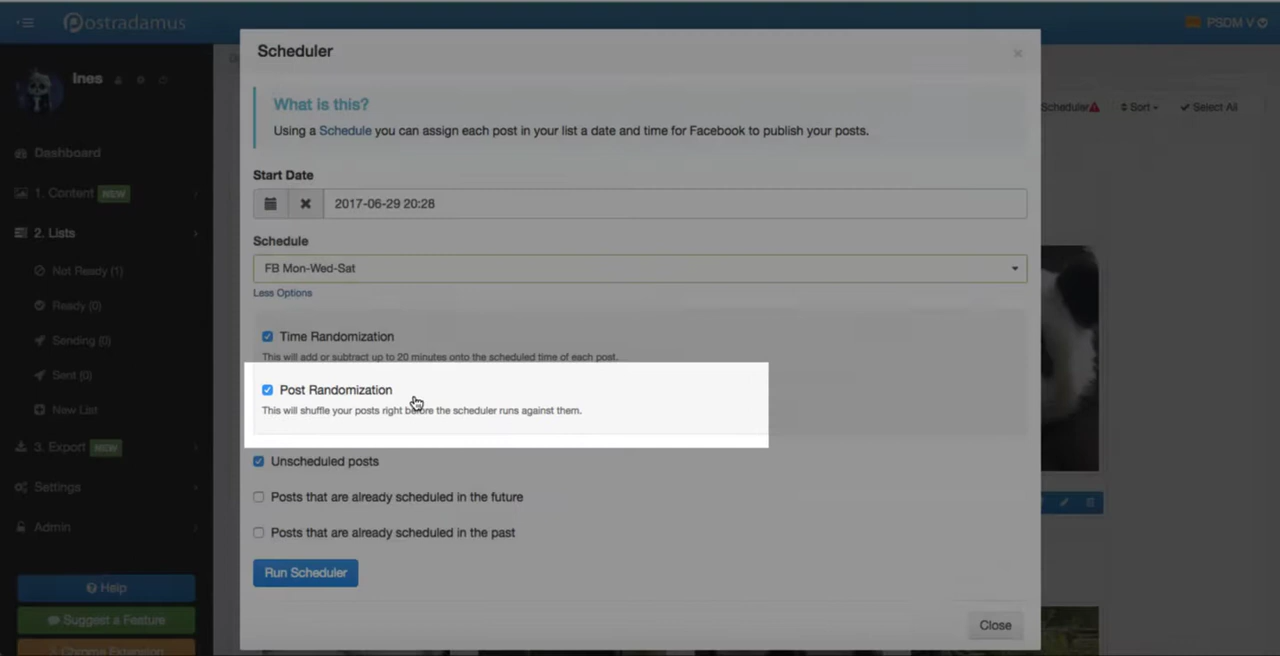 Postradamus
PSDM V
Scheduler
Ines
What is this?
Using a Schedule you can assign each post in your list a date and time for Facebook to publish your posts.
Scheduler
Sort
Select All
Dashboard
Start Date
1. Content NEW
2017-06-29 20:28
2. Lists
Schedule
Not Ready (1)
FB Mon-Wed-Sat
Less Options
Ready (0)
Time Randomization
Sending (0)
This will add or subtract up to 20 minutes onto the scheduled time of each post.
Sent (0)
Post Randomization
New List
This will shuffle your posts right before the scheduler runs against them.
3. Export NEW
Unscheduled posts
Settings
Posts that are already scheduled in the future
Admin
Posts that are already scheduled in the past
Run Scheduler
Help
Suggest a Feature
Close
Chrome Extension